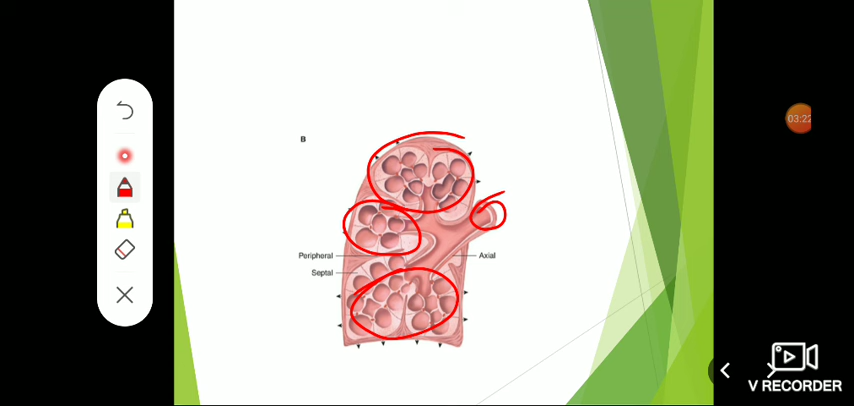 B
03:22
Peripheral
Axial
Septal
V RECORDER